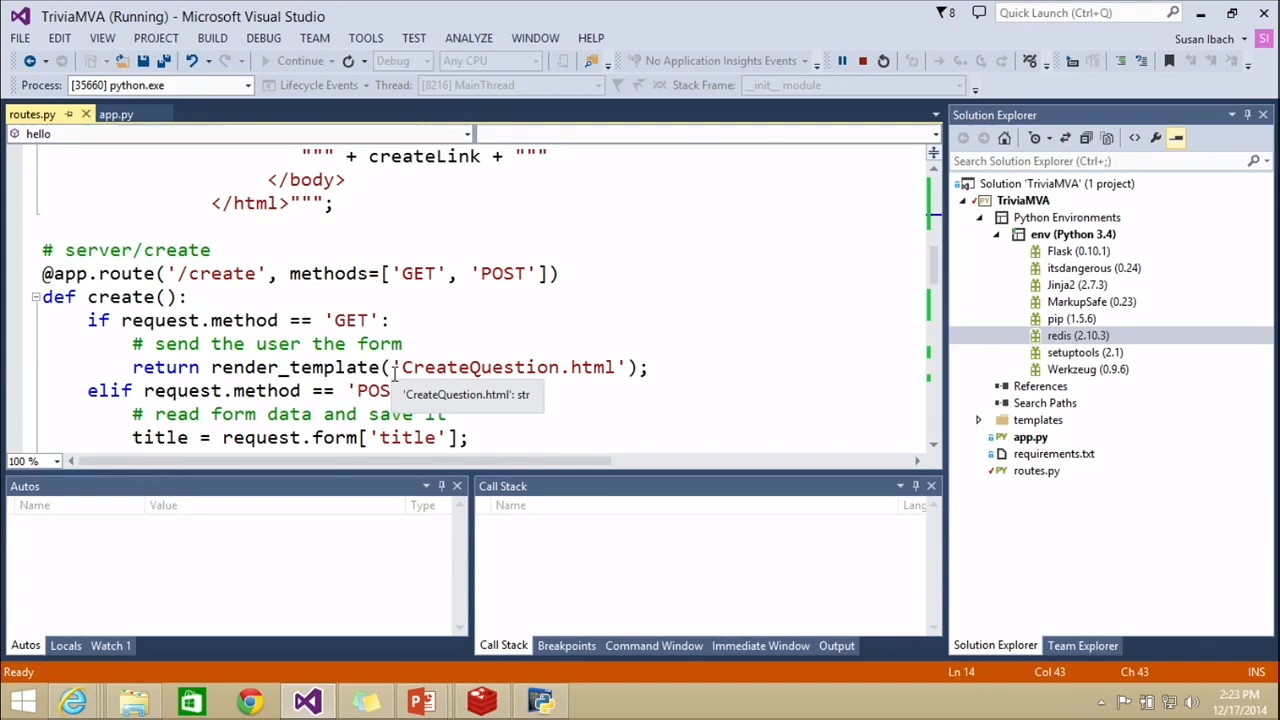 TriviaMVA (Running) - Microsoft Visual Studio
8
Quick Launch (Ctrl+Q)
FILE EDIT VIEW PROJECT BUILD DEBUG TEAM TOOLS TEST ANALYZE WINDOW HELP
Susan Ibach SI
Continue Debug Any CPU No Application Insights Events
Process: [35660] python.exe Lifecycle Events Thread: [8216] MainThread Stack Frame: __init__ module
routes.py app.py
hello
""" + createLink + """
</body>
</html>""";
# server/create
@app.route('/create', methods=['GET', 'POST'])
def create():
if request.method == 'GET':
# send the user the form
return render_template('CreateQuestion.html');
elif request.method == 'POS
'CreateQuestion.html': str
# read form data and save it
title = request.form['title'];
100 %
Solution Explorer
Search Solution Explorer (Ctrl+;)
Solution 'TriviaMVA' (1 project)
TriviaMVA
Python Environments
env (Python 3.4)
Flask (0.10.1)
itsdangerous (0.24)
Jinja2 (2.7.3)
MarkupSafe (0.23)
pip (1.5.6)
redis (2.10.3)
setuptools (2.1)
Werkzeug (0.9.6)
References
Search Paths
templates
app.py
requirements.txt
routes.py
Autos
Name Value Type
Call Stack
Name Lang
Autos Locals Watch 1
Call Stack Breakpoints Command Window Immediate Window Output
Solution Explorer Team Explorer
Ready Ln 14 Col 43 Ch 43 INS
2:23 PM
12/17/2014